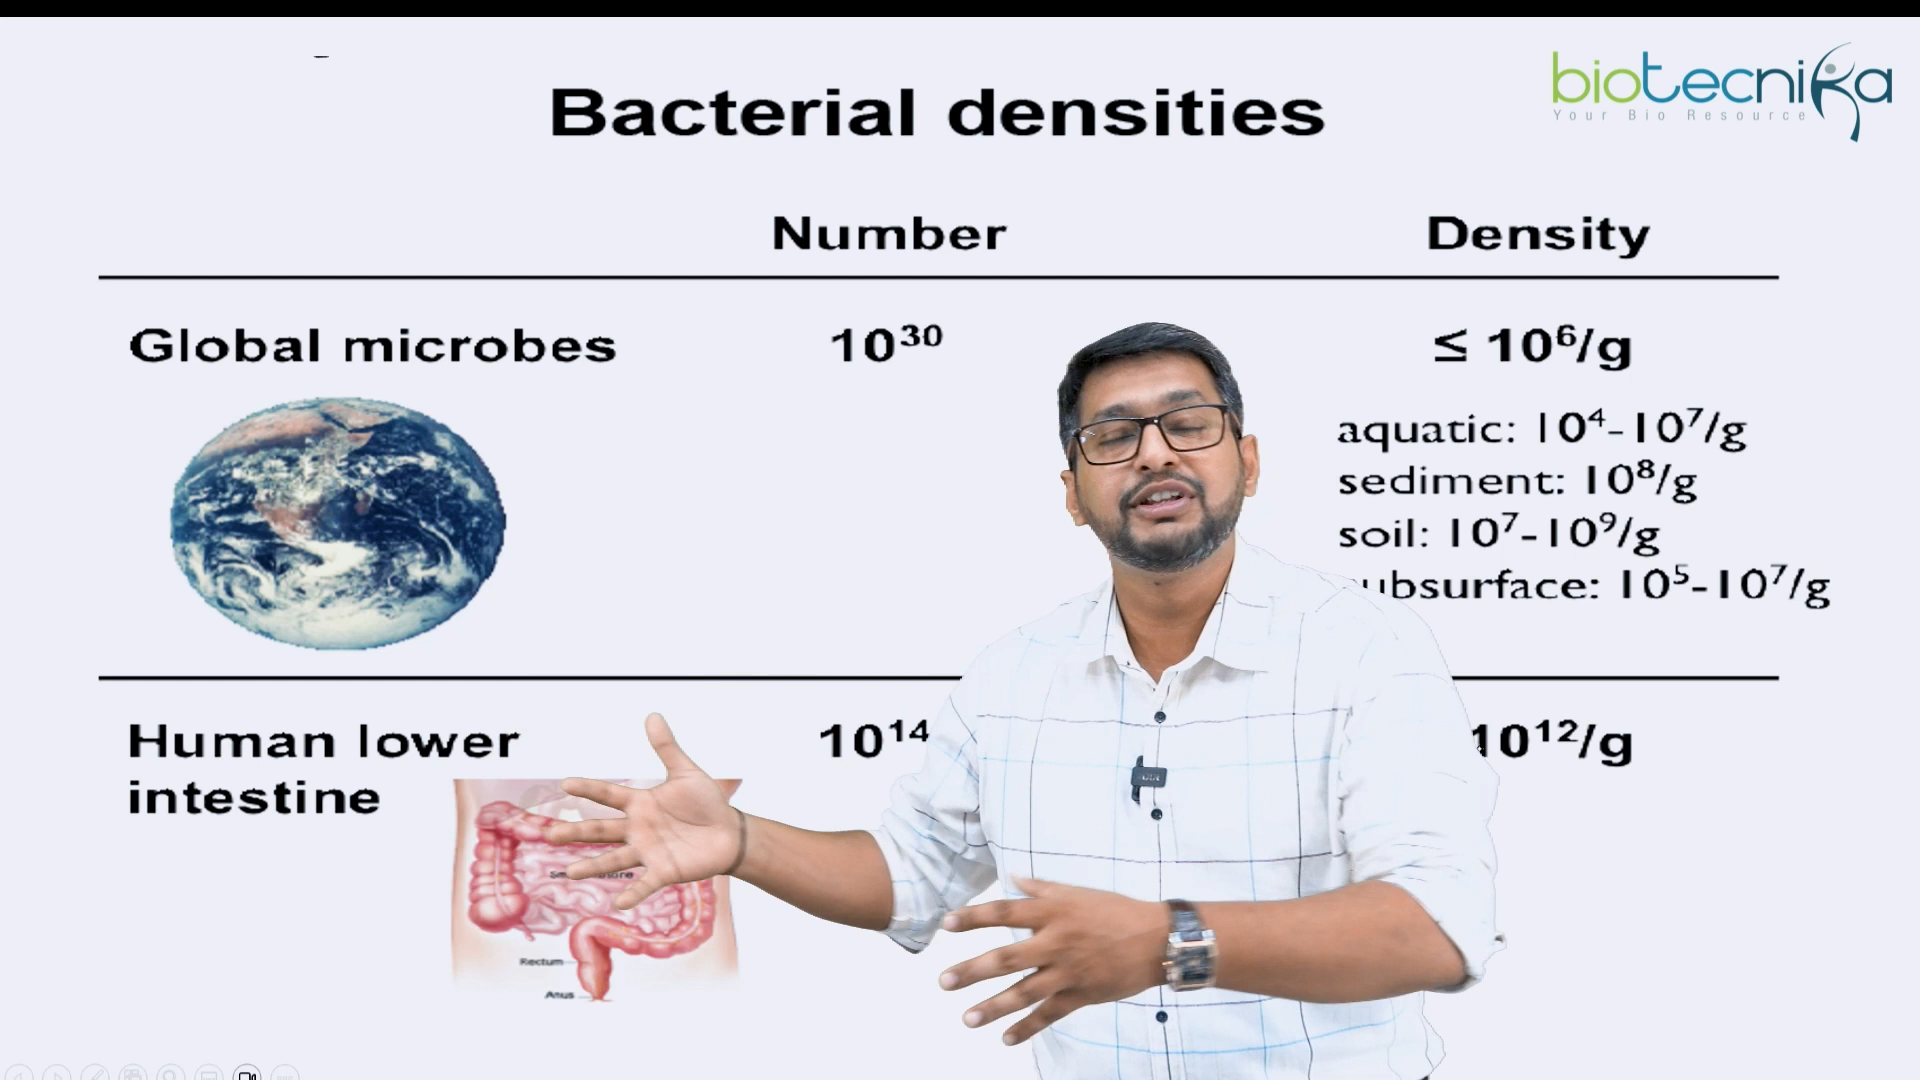 biotecnika
Your Bio Resource
Bacterial densities
Number Density
Global microbes 10³⁰ ≤ 10⁶/g
aquatic: 10⁴-10⁷/g
sediment: 10⁸/g
soil: 10⁷-10⁹/g
ubsurface: 10⁵-10⁷/g
Human lower 10¹⁴ 10¹²/g
intestine
Rectum
Anus